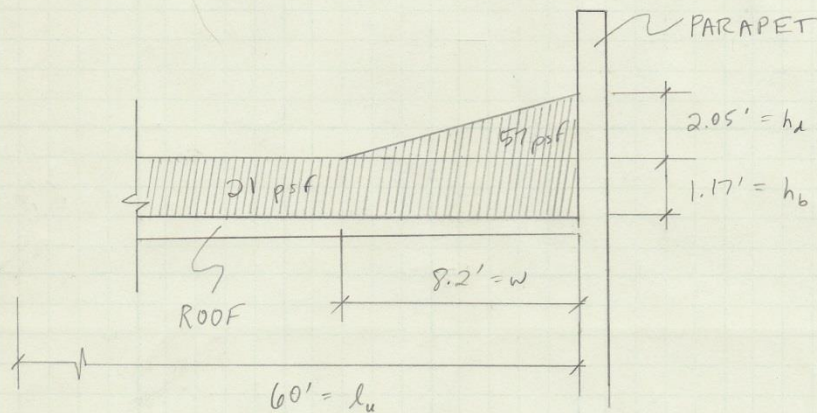 PARAPET
2.05' = hd
57 psf
1.17' = hb
21 psf
8.2' = w
ROOF
60' = lu